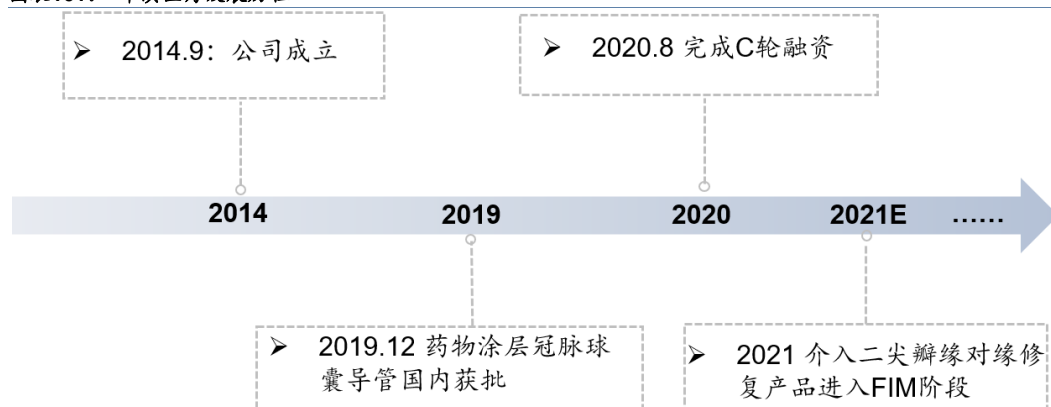 ➢ 2014.9：公司成立
➢ 2020.8 完成C轮融资
2014
2019
2020
2021E
……
➢ 2019.12 药物涂层冠脉球
囊导管国内获批
➢ 2021 介入二尖瓣缘对缘修
复产品进入FIM阶段